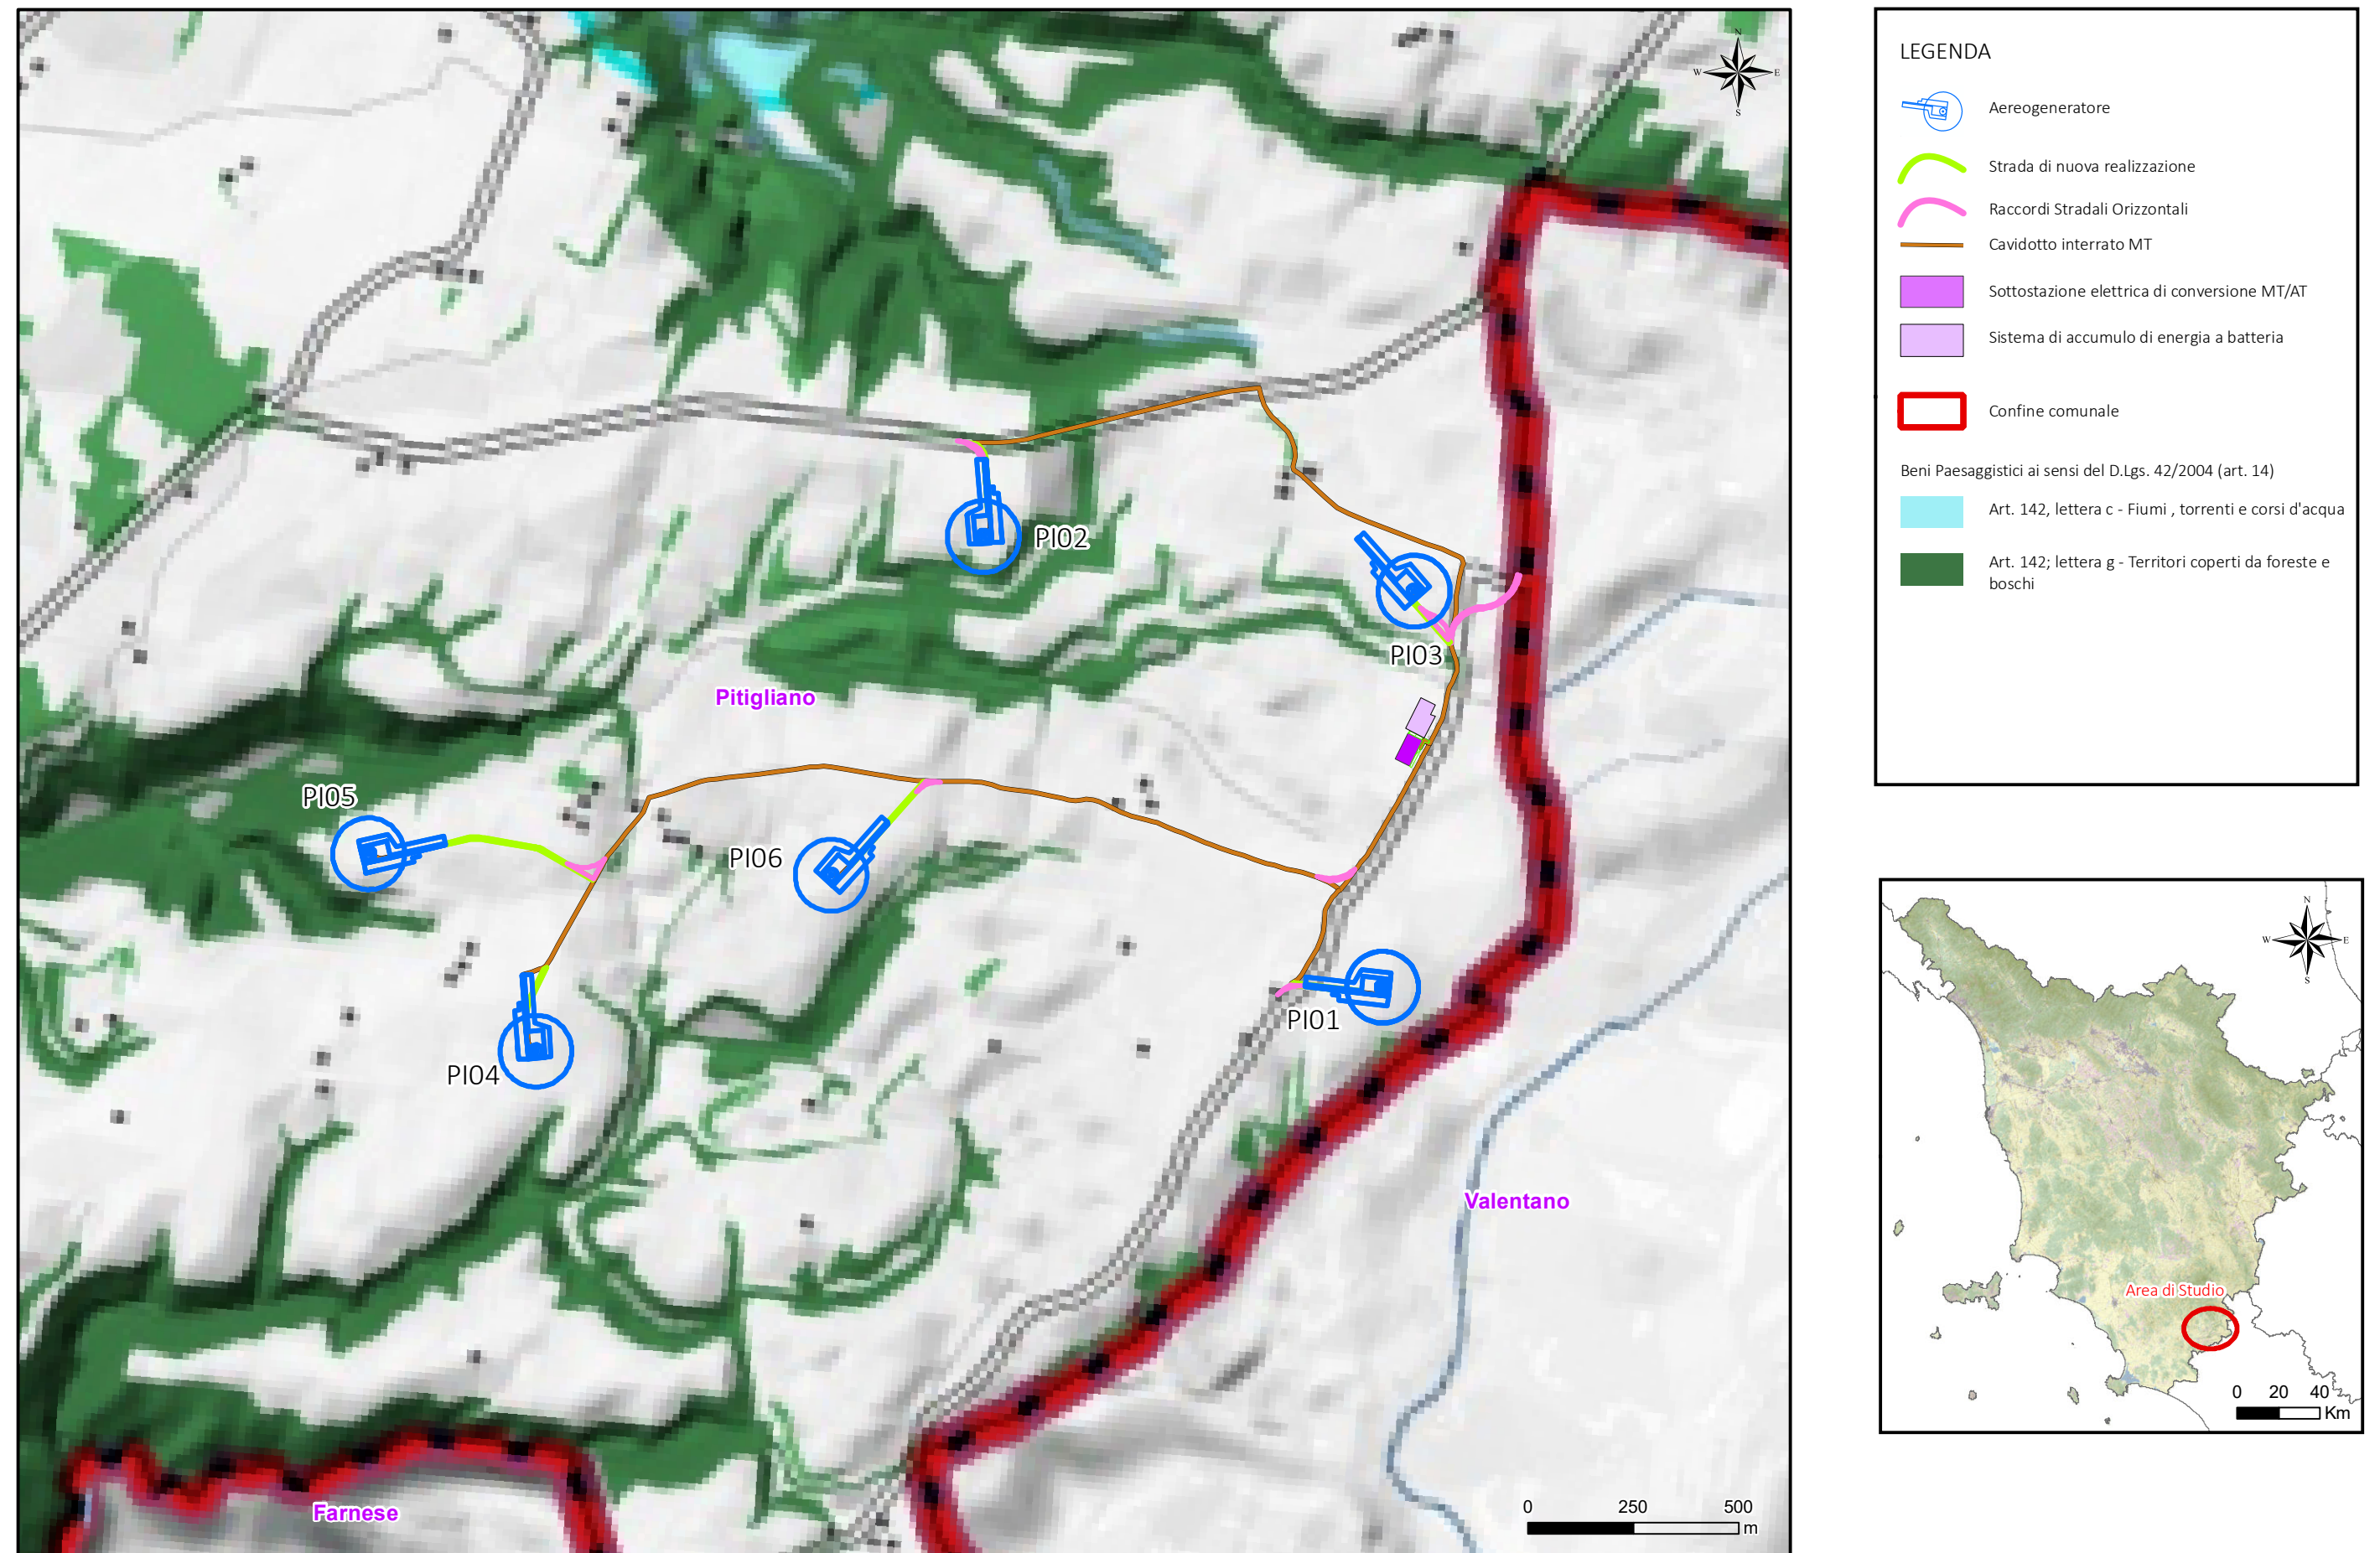 N
W
E
S
PI02
PI03
Pitigliano
PI05
PI06
PI01
PI04
Valentano
Farnese
0 250 500
m
LEGENDA
Aereogeneratore
Strada di nuova realizzazione
Raccordi Stradali Orizzontali
Cavidotto interrato MT
Sottostazione elettrica di conversione MT/AT
Sistema di accumulo di energia a batteria
Confine comunale
Beni Paesaggistici ai sensi del D.Lgs. 42/2004 (art. 14)
Art. 142, lettera c - Fiumi , torrenti e corsi d'acqua
Art. 142; lettera g - Territori coperti da foreste e
boschi
N
W
E
S
Area di Studio
0 20 40
Km